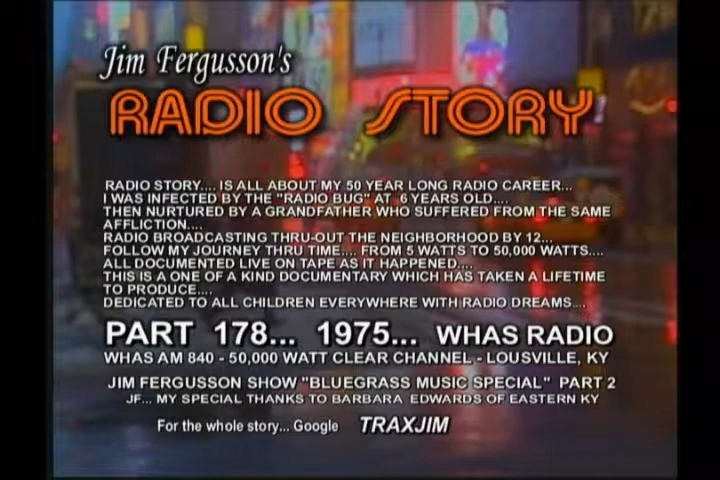 Jim Fergusson's
RADIO STORY
RADIO STORY.... IS ALL ABOUT MY 50 YEAR LONG RADIO CAREER...
I WAS INFECTED BY THE "RADIO BUG" AT 6 YEARS OLD....
THEN NURTURED BY A GRANDFATHER WHO SUFFERED FROM THE SAME
AFFLICTION....
RADIO BROADCASTING THRU-OUT THE NEIGHBORHOOD BY 12...
FOLLOW MY JOURNEY THRU TIME.... FROM 5 WATTS TO 50,000 WATTS....
ALL DOCUMENTED LIVE ON TAPE AS IT HAPPENED....
THIS IS A ONE OF A KIND DOCUMENTARY WHICH HAS TAKEN A LIFETIME
TO PRODUCE....
DEDICATED TO ALL CHILDREN EVERYWHERE WITH RADIO DREAMS....
PART 178... 1975... WHAS RADIO
WHAS AM 840 - 50,000 WATT CLEAR CHANNEL - LOUSVILLE, KY
JIM FERGUSSON SHOW "BLUEGRASS MUSIC SPECIAL" PART 2
JF... MY SPECIAL THANKS TO BARBARA EDWARDS OF EASTERN KY
For the whole story... Google TRAXJIM